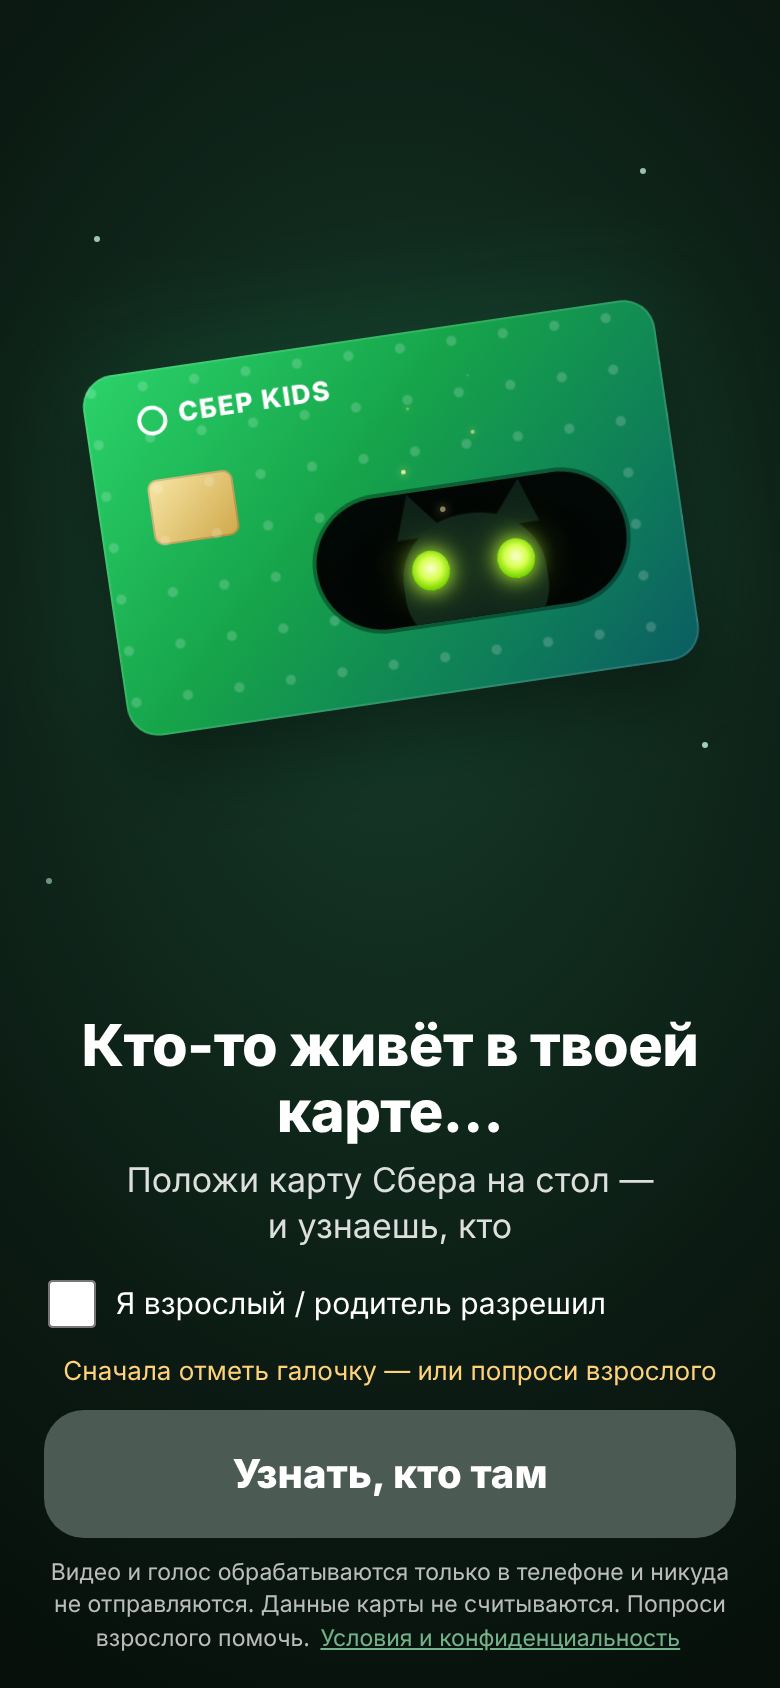 СБЕР KIDS
Кто-то живёт в твоей
карте...
Положи карту Сбера на стол —
и узнаешь, кто
Я взрослый / родитель разрешил
Сначала отметь галочку — или попроси взрослого
Узнать, кто там
Видео и голос обрабатываются только в телефоне и никуда
не отправляются. Данные карты не считываются. Попроси
взрослого помочь. Условия и конфиденциальность